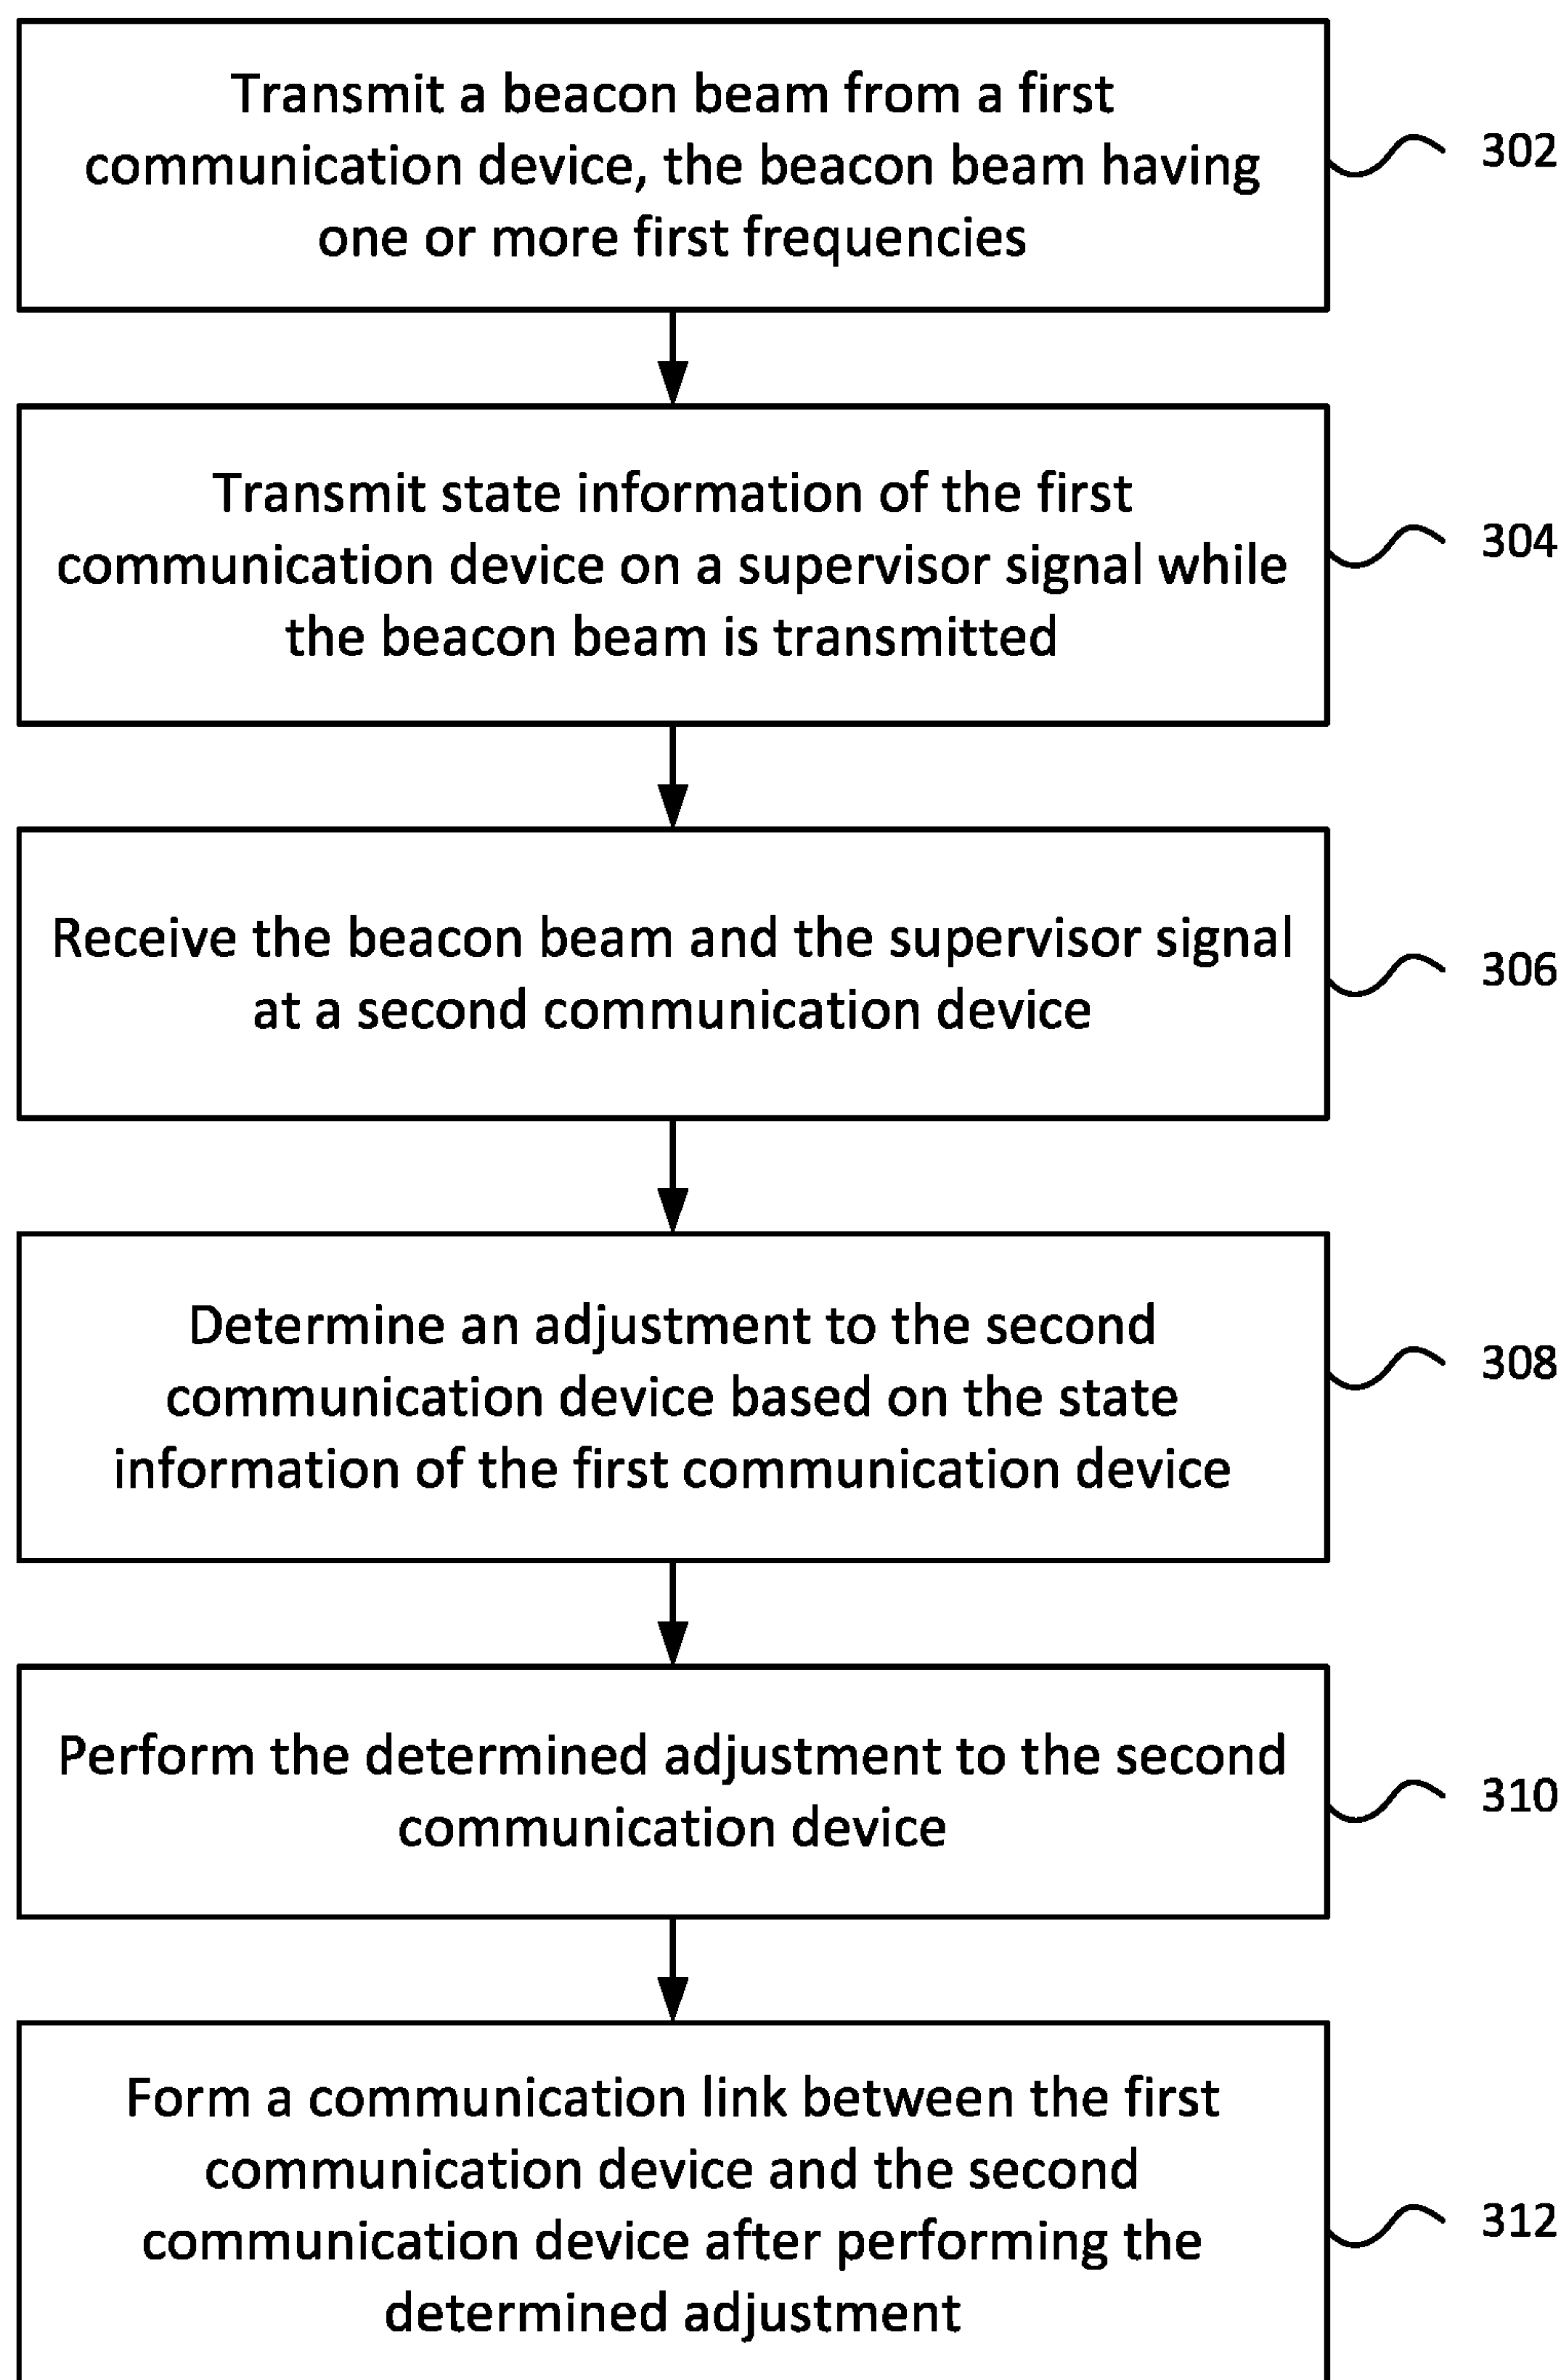 Transmit a beacon beam from a first
communication device, the beacon beam having
one or more first frequencies
302
Transmit state information of the first
communication device on a supervisor signal while
the beacon beam is transmitted
304
Receive the beacon beam and the supervisor signal
at a second communication device
306
Determine an adjustment to the second
communication device based on the state
information of the first communication device
308
Perform the determined adjustment to the second
communication device
310
Form a communication link between the first
communication device and the second
communication device after performing the
determined adjustment
312